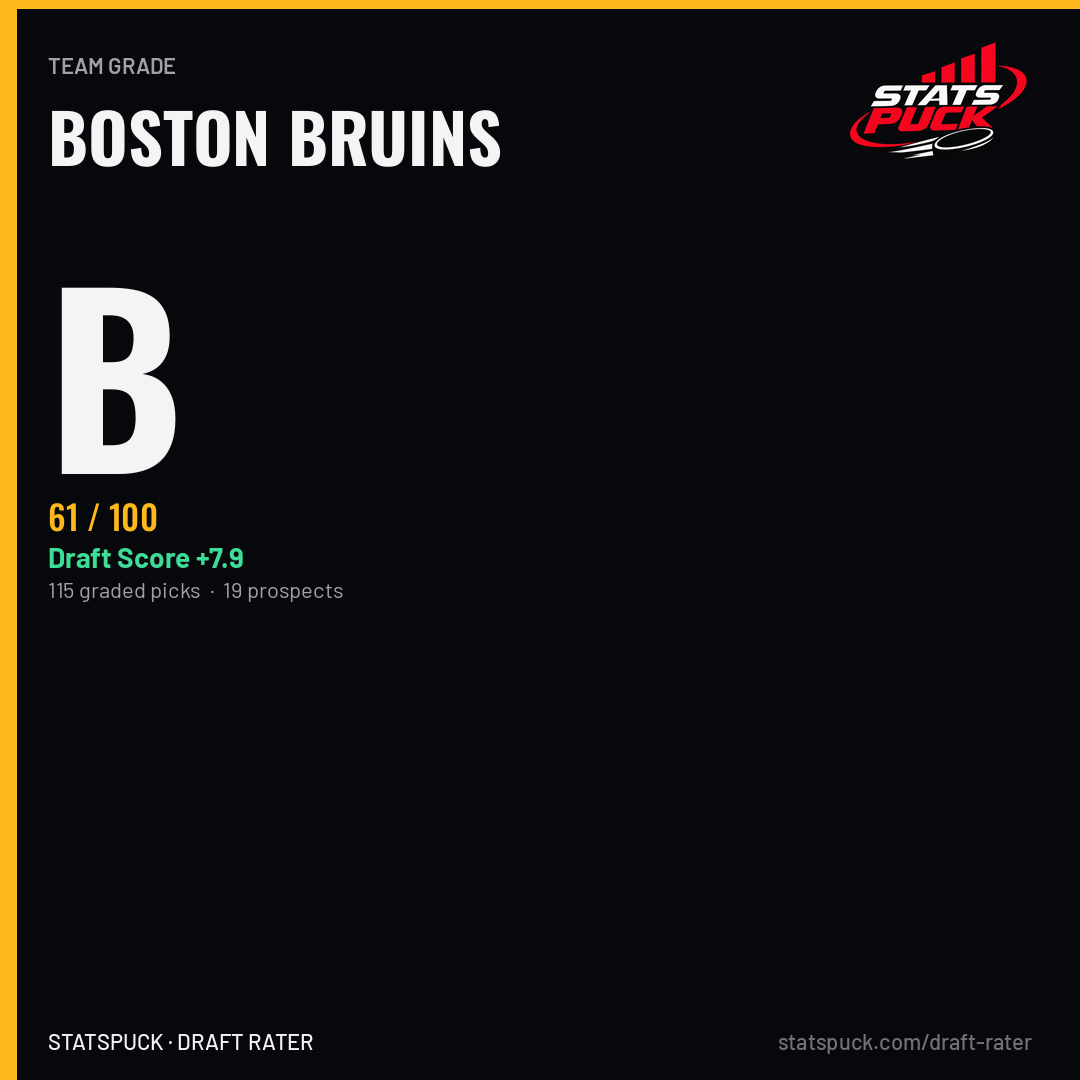 TEAM GRADE
BOSTON BRUINS
STATS
PUCK
B
61 / 100
Draft Score +7.9
115 graded picks · 19 prospects
STATSPUCK · DRAFT RATER
statspuck.com/draft-rater